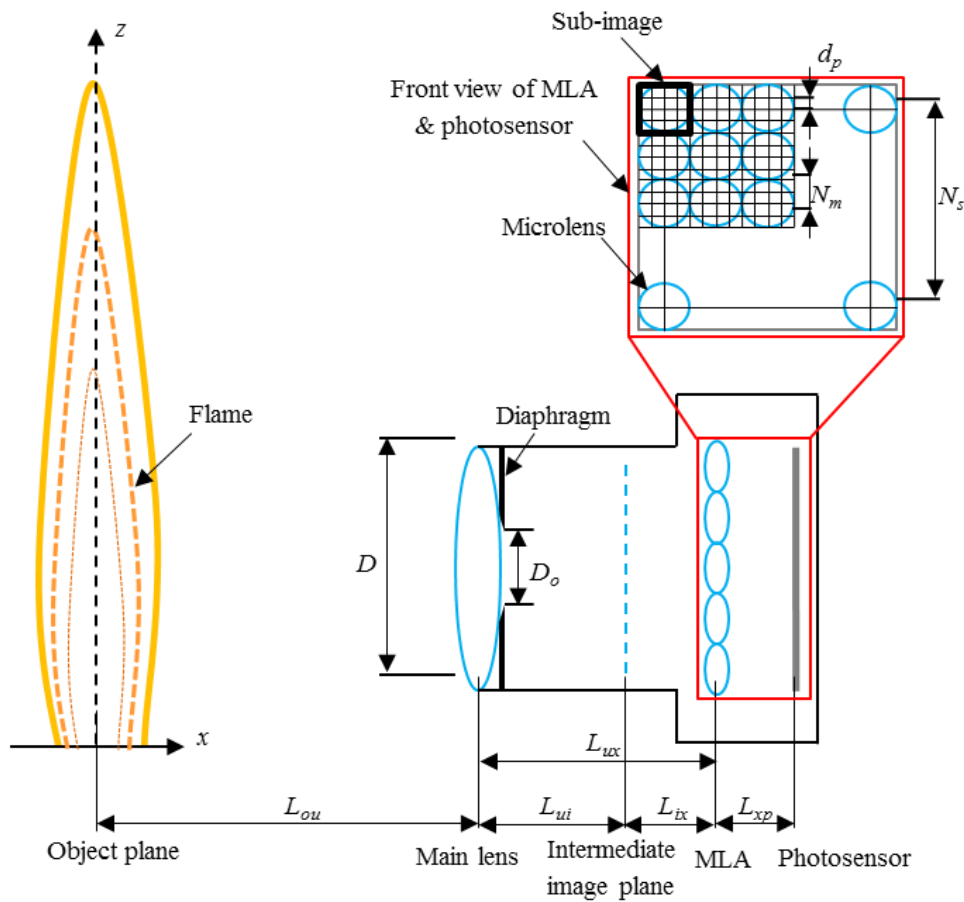 z
Sub-image
d_p
Front view of MLA
& photosensor
N_m
N_s
Microlens
Flame
Diaphragm
D
D_o
x
L_ux
L_ou
L_ui
L_ix
L_xp
Object plane
Main lens
Intermediate
image plane
MLA
Photosensor